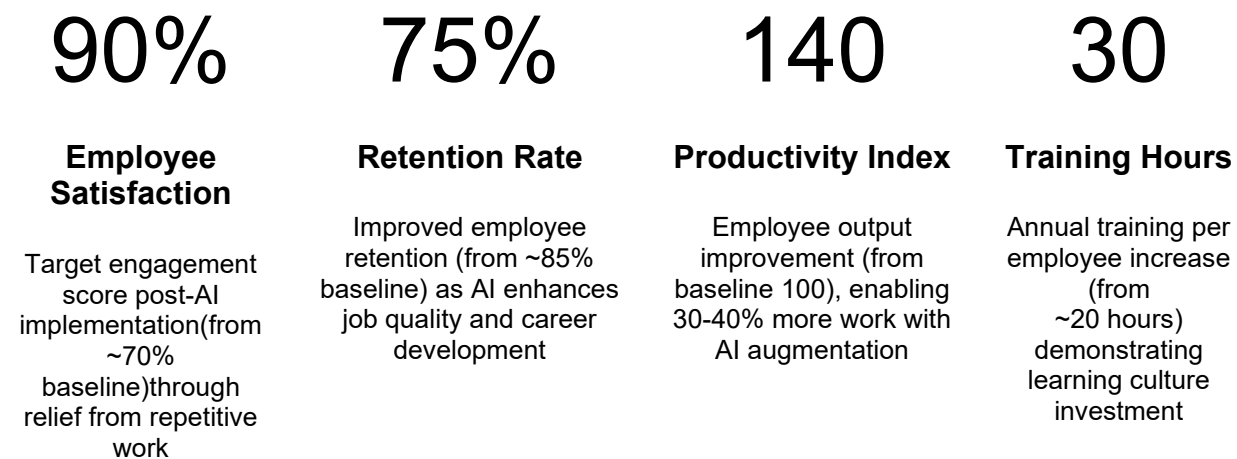 90%
Employee
Satisfaction
Target engagement
score post-AI
implementation(from
~70%
baseline)through
relief from repetitive
work
75%
Retention Rate
Improved employee
retention (from ~85%
baseline) as AI enhances
job quality and career
development
140
Productivity Index
Employee output
improvement (from
baseline 100), enabling
30-40% more work with
AI augmentation
30
Training Hours
Annual training per
employee increase
(from
~20 hours)
demonstrating
learning culture
investment